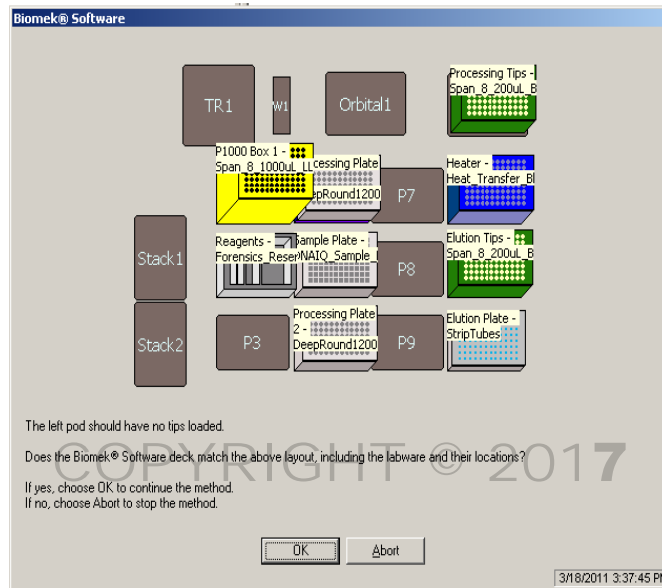 Biomek® Software
TR1
W1
Orbital1
Processing Tips -
Span_8_200uL_B
P1000 Box 1 -
Span_8_1000uL_LL
cessing Plate
eepRound1200
P7
Heater -
Heat_Transfer_Bl
Stack1
Reagents -
Forensics_Reser
Sample Plate -
DNAIQ_Sample_
P8
Elution Tips -
Span_8_200uL_B
Stack2
P3
Processing Plate
2 -
DeepRound1200
P9
Elution Plate -
StripTubes
The left pod should have no tips loaded.
Does the Biomek® Software deck match the above layout, including the labware and their locations?
COPYRIGHT © 2017
If yes, choose OK to continue the method.
If no, choose Abort to stop the method.
OK
Abort
3/18/2011 3:37:45 PM